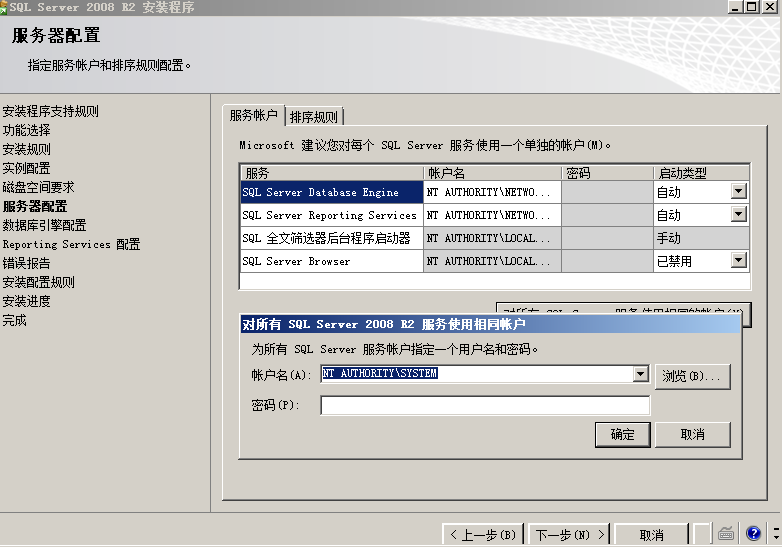 SQL Server 2008 R2 安装程序
服务器配置
指定服务帐户和排序规则配置。
安装程序支持规则
功能选择
安装规则
实例配置
磁盘空间要求
服务器配置
数据库引擎配置
Reporting Services 配置
错误报告
安装配置规则
安装进度
完成
服务帐户 排序规则
Microsoft 建议您对每个 SQL Server 服务使用一个单独的帐户(M)。
服务 帐户名 密码 启动类型
SQL Server Database Engine NT AUTHORITY\NETWO... 自动
SQL Server Reporting Services NT AUTHORITY\NETWO... 自动
SQL 全文筛选器后台程序启动器 NT AUTHORITY\LOCAL... 手动
SQL Server Browser NT AUTHORITY\LOCAL... 已禁用
对所有 SQL Server 服务使用相同的帐户(U)
对所有 SQL Server 2008 R2 服务使用相同帐户
为所有 SQL Server 服务帐户指定一个用户名和密码。
帐户名(A): NT AUTHORITY\SYSTEM 浏览(B)...
密码(P):
确定 取消
< 上一步(B) 下一步(N) > 取消